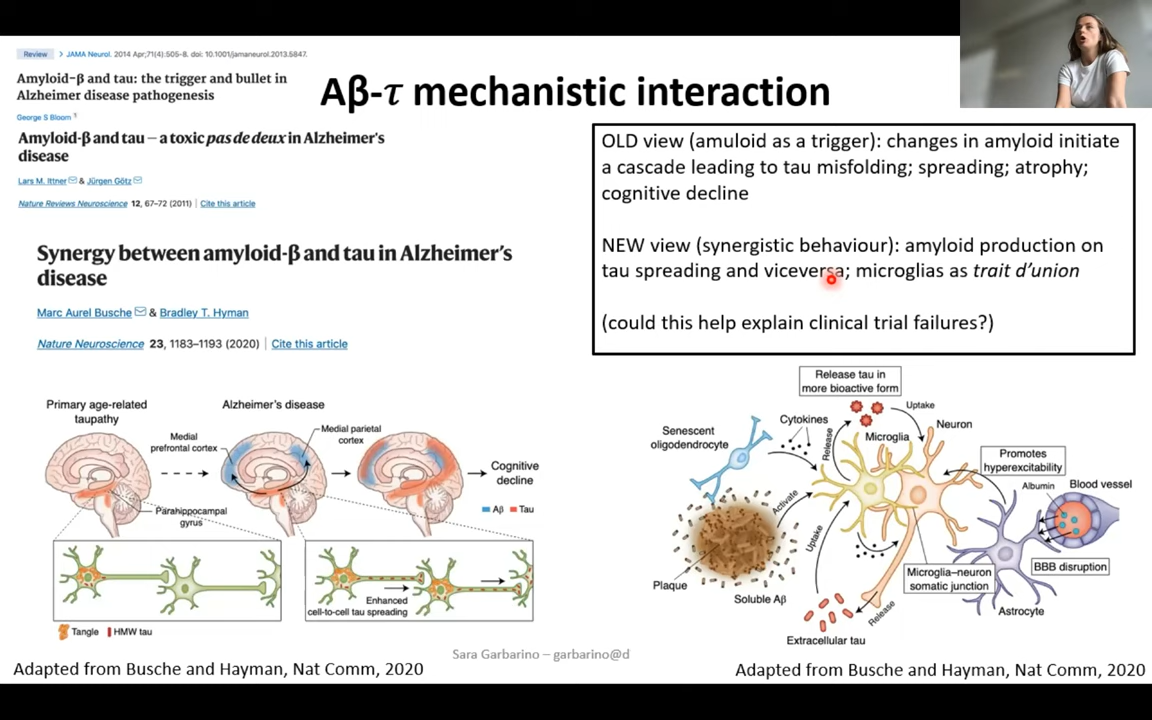 Review > JAMA Neurol. 2014 Apr;71(4):505-8. doi: 10.1001/jamaneurol.2013.5847.
Amyloid-β and tau: the trigger and bullet in
Alzheimer disease pathogenesis
George S Bloom 1
Amyloid-β and tau — a toxic pas de deux in Alzheimer's
disease
Lars M. Ittner & Jürgen Götz
Nature Reviews Neuroscience 12, 67–72 (2011) | Cite this article
Aβ-τ mechanistic interaction
Synergy between amyloid-β and tau in Alzheimer's
disease
Marc Aurel Busche & Bradley T. Hyman
Nature Neuroscience 23, 1183–1193 (2020) | Cite this article
OLD view (amuloid as a trigger): changes in amyloid initiate
a cascade leading to tau misfolding; spreading; atrophy;
cognitive decline
NEW view (synergistic behaviour): amyloid production on
tau spreading and viceversa; microglias as trait d'union
(could this help explain clinical trial failures?)
Primary age-related
taupathy
Alzheimer's disease
Medial
prefrontal cortex
Medial parietal
cortex
Parahippocampal
gyrus
Cognitive
decline
Aβ Tau
Enhanced
cell-to-cell tau spreading
Tangle HMW tau
Adapted from Busche and Hayman, Nat Comm, 2020
Sara Garbarino – garbarino@d
Release tau in
more bioactive form
Uptake
Cytokines
Release
Senescent
oligodendrocyte
Microglia
Neuron
Promotes
hyperexcitability
Albumin
Blood vessel
Activate
Uptake
Plaque
Soluble Aβ
Microglia–neuron
somatic junction
BBB disruption
Release
Astrocyte
Extracellular tau
Adapted from Busche and Hayman, Nat Comm, 2020